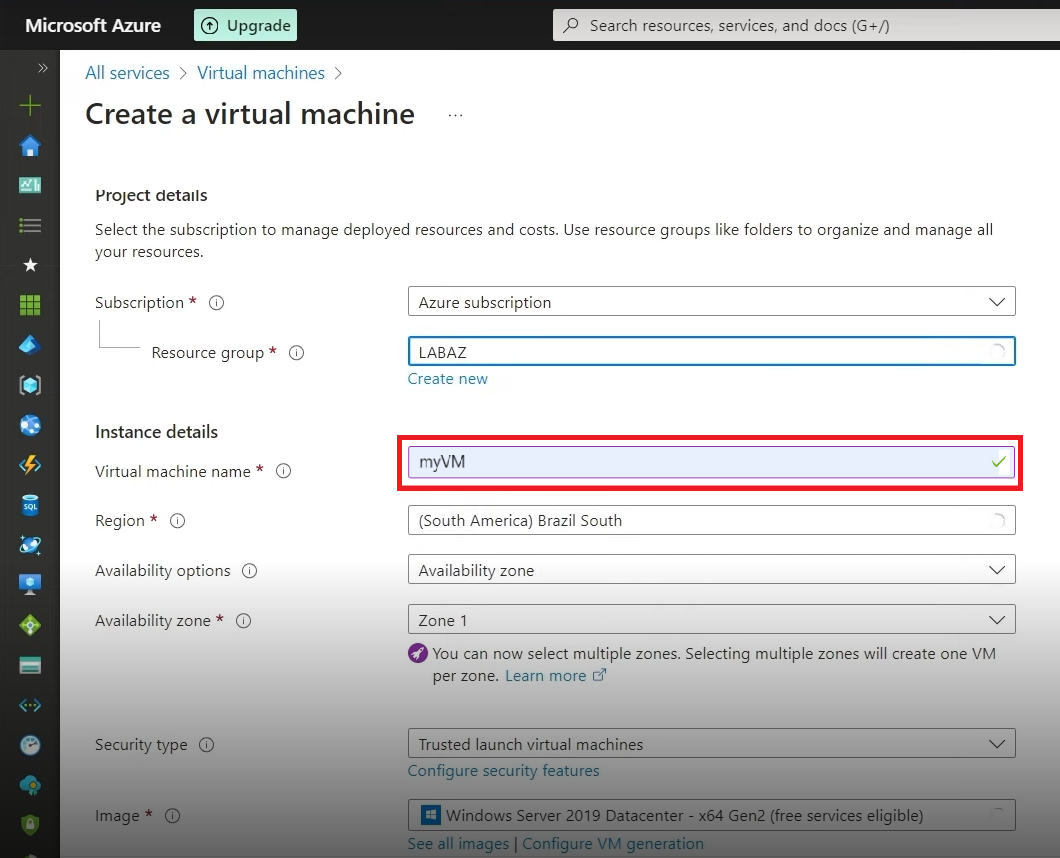 Microsoft Azure
Upgrade
Search resources, services, and docs (G+/)
All services > Virtual machines >
Create a virtual machine ...
Project details
Select the subscription to manage deployed resources and costs. Use resource groups like folders to organize and manage all
your resources.
Subscription *
Azure subscription
Resource group *
LABAZ
Create new
Instance details
Virtual machine name *
myVM
Region *
(South America) Brazil South
Availability options
Availability zone
Availability zone *
Zone 1
You can now select multiple zones. Selecting multiple zones will create one VM
per zone. Learn more
Security type
Trusted launch virtual machines
Configure security features
Image *
Windows Server 2019 Datacenter - x64 Gen2 (free services eligible)
See all images | Configure VM generation
SQL